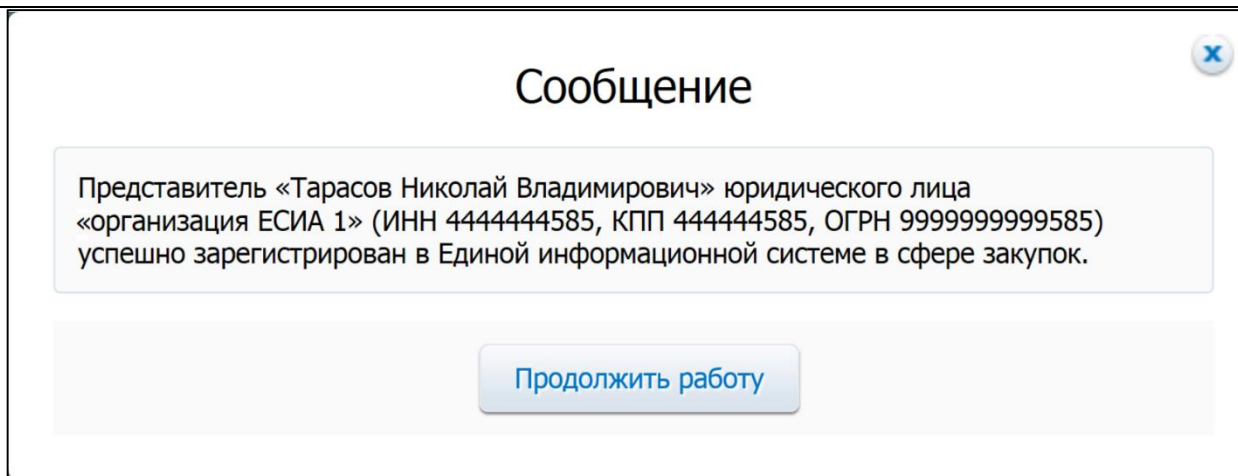 Сообщение
x
Представитель «Тарасов Николай Владимирович» юридического лица
«организация ЕСИА 1» (ИНН 4444444585, КПП 444444585, ОГРН 9999999999585)
успешно зарегистрирован в Единой информационной системе в сфере закупок.
Продолжить работу